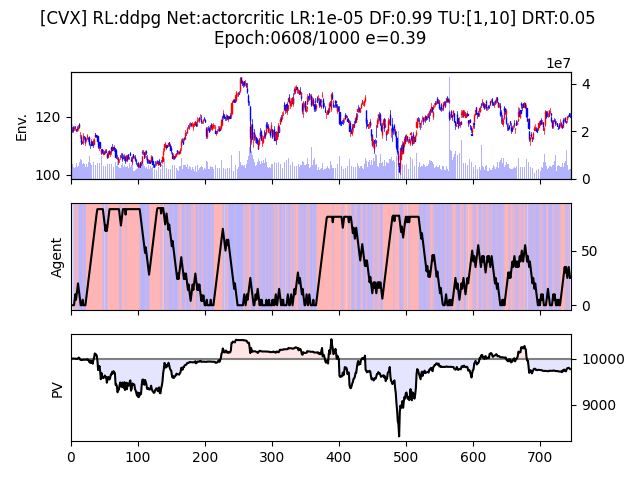 [CVX] RL:ddpg Net:actorcritic LR:1e-05 DF:0.99 TU:[1,10] DRT:0.05
Epoch:0608/1000 e=0.39
1e7
Env.
120
100
4
2
0
Agent
50
0
PV
10000
9000
0 100 200 300 400 500 600 700